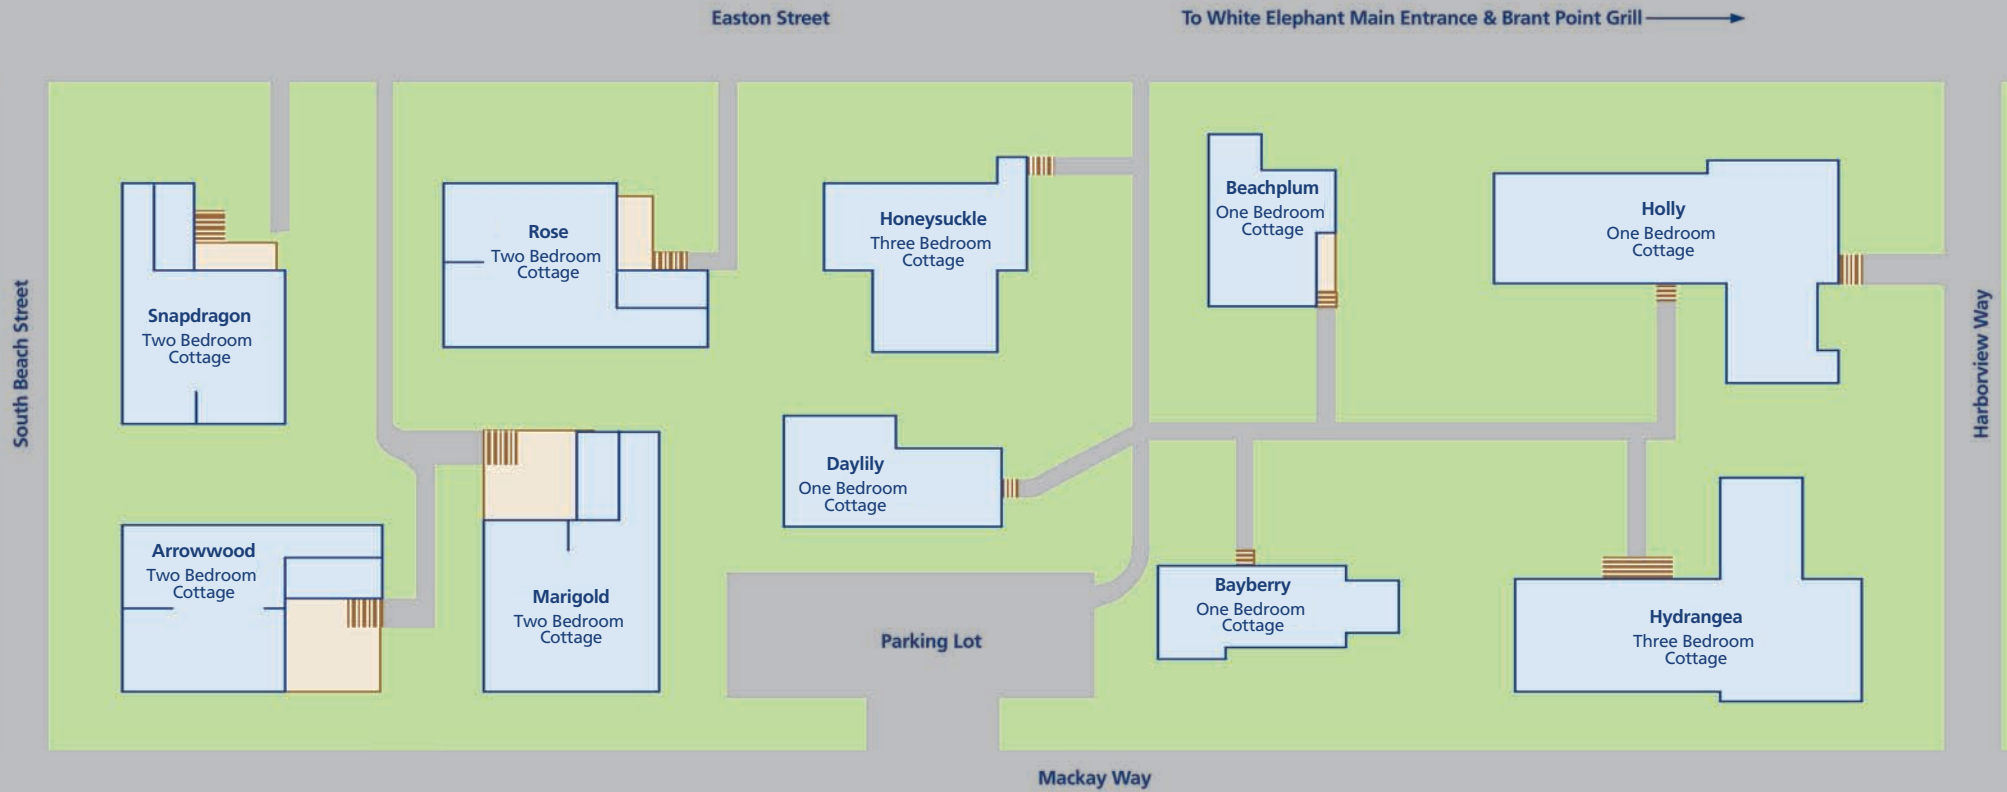 Easton Street
To White Elephant Main Entrance & Brant Point Grill
South Beach Street
Snapdragon
Two Bedroom
Cottage
Rose
Two Bedroom
Cottage
Honeysuckle
Three Bedroom
Cottage
Beachplum
One Bedroom
Cottage
Holly
One Bedroom
Cottage
Harborview Way
Arrowwood
Two Bedroom
Cottage
Marigold
Two Bedroom
Cottage
Daylily
One Bedroom
Cottage
Parking Lot
Bayberry
One Bedroom
Cottage
Hydrangea
Three Bedroom
Cottage
Mackay Way